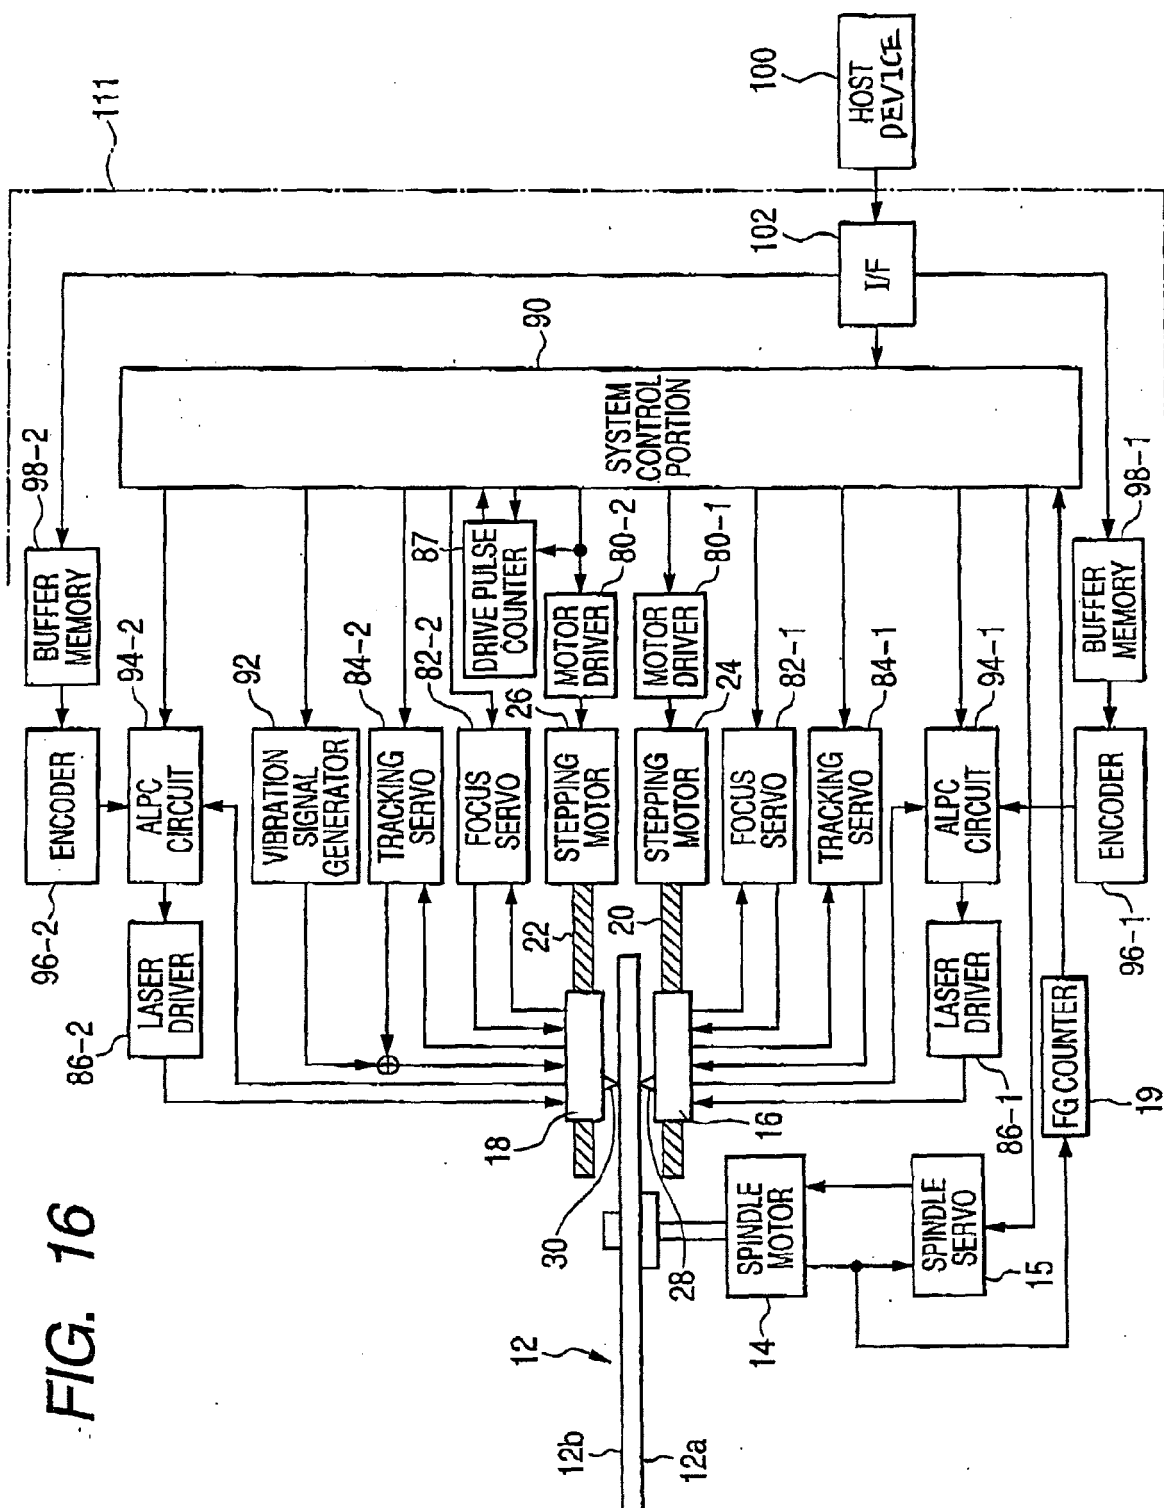 FIG. 16
111
100
HOST
DEVICE
102
I/F
90
SYSTEM
CONTROL
PORTION
98-2
BUFFER
MEMORY
96-2
ENCODER
94-2
ALPC
CIRCUIT
86-2
LASER
DRIVER
92
VIBRATION
SIGNAL
GENERATOR
84-2
TRACKING
SERVO
82-2
FOCUS
SERVO
87
DRIVE PULSE
COUNTER
80-2
MOTOR
DRIVER
26
STEPPING
MOTOR
22
18
30
80-1
MOTOR
DRIVER
24
STEPPING
MOTOR
20
16
28
82-1
FOCUS
SERVO
84-1
TRACKING
SERVO
94-1
ALPC
CIRCUIT
86-1
LASER
DRIVER
98-1
BUFFER
MEMORY
96-1
ENCODER
FG COUNTER
19
12
12b
12a
14
SPINDLE
MOTOR
SPINDLE
SERVO
15